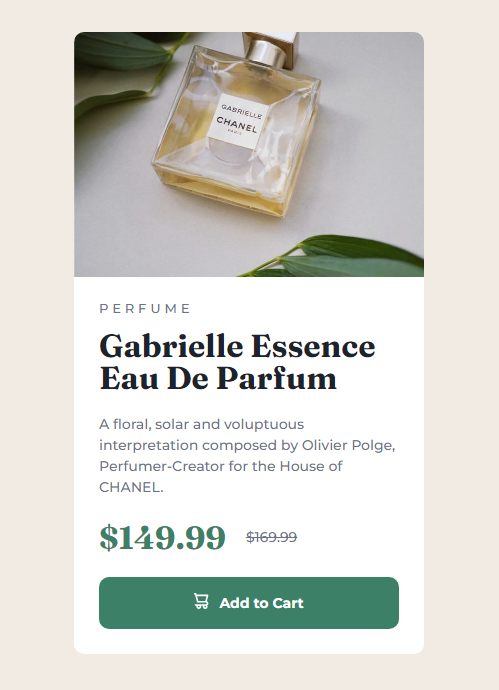 GABRIELLE
CHANEL
PARIS
PERFUME
Gabrielle Essence
Eau De Parfum
A floral, solar and voluptuous
interpretation composed by Olivier Polge,
Perfumer-Creator for the House of
CHANEL.
$149.99 $169.99
Add to Cart